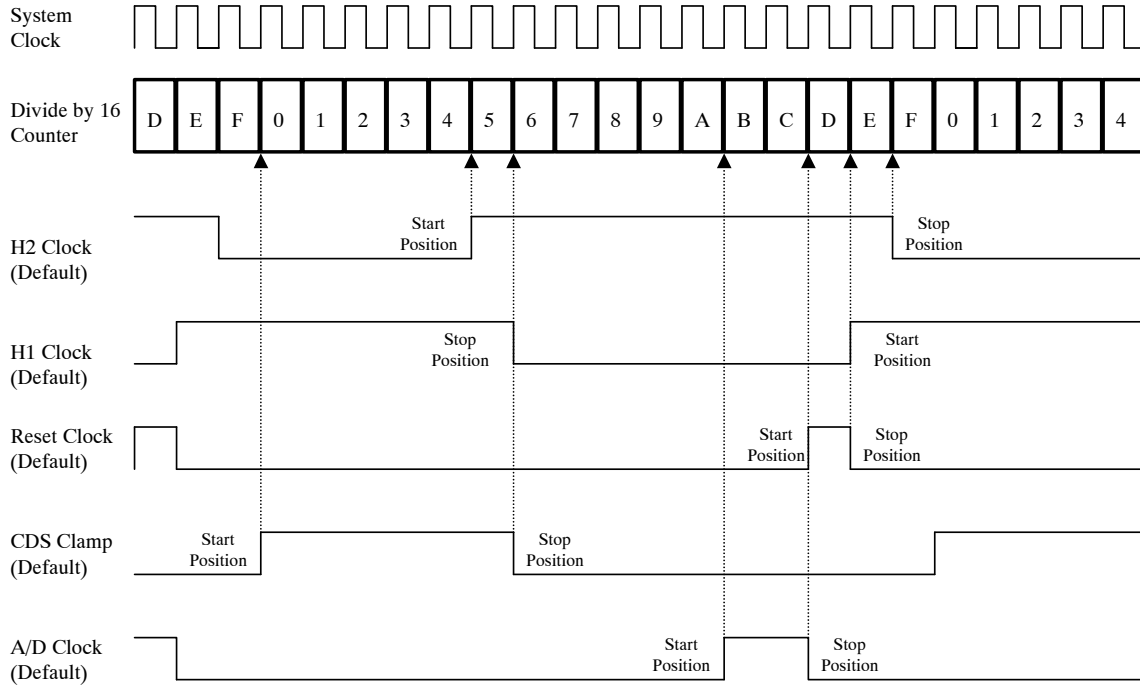 System
Clock
Divide by 16
Counter
D E F 0 1 2 3 4 5 6 7 8 9 A B C D E F 0 1 2 3 4
H2 Clock
(Default)
Start
Position
Stop
Position
H1 Clock
(Default)
Stop
Position
Start
Position
Reset Clock
(Default)
Start
Position
Stop
Position
CDS Clamp
(Default)
Start
Position
Stop
Position
A/D Clock
(Default)
Start
Position
Stop
Position